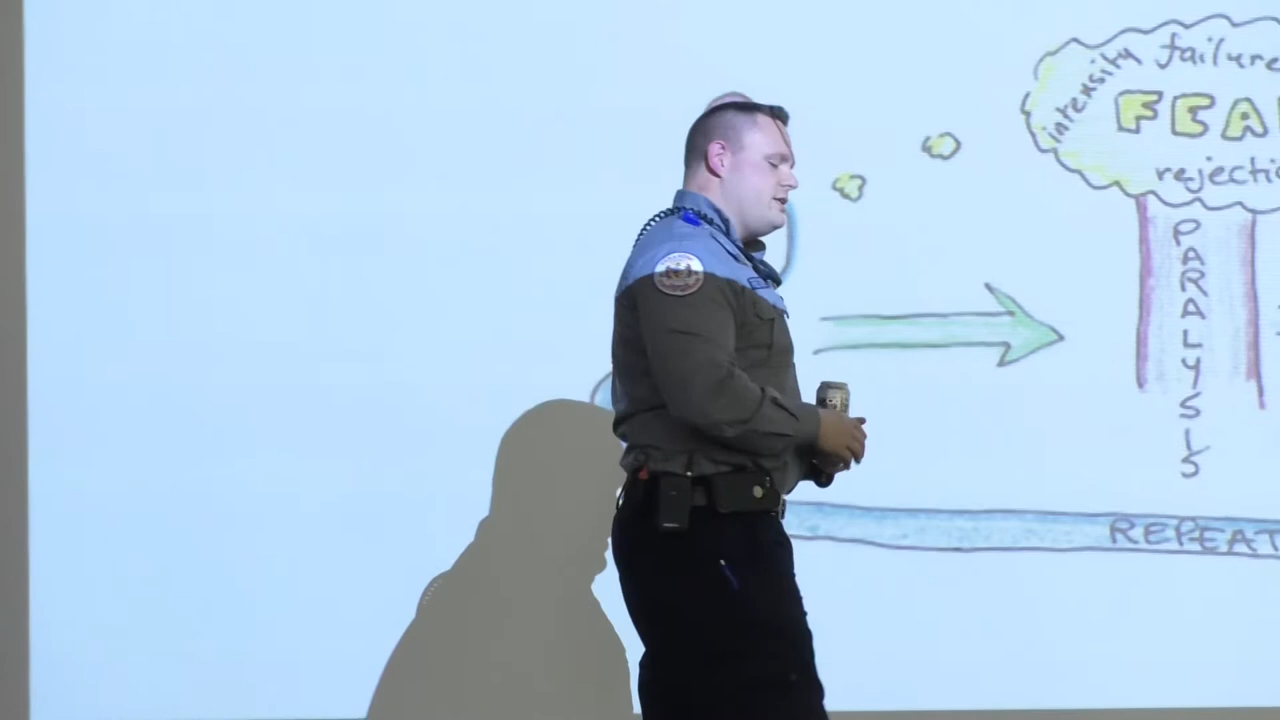 intensity
failure
FEA
rejectio
PARALYSIS
REPEAT